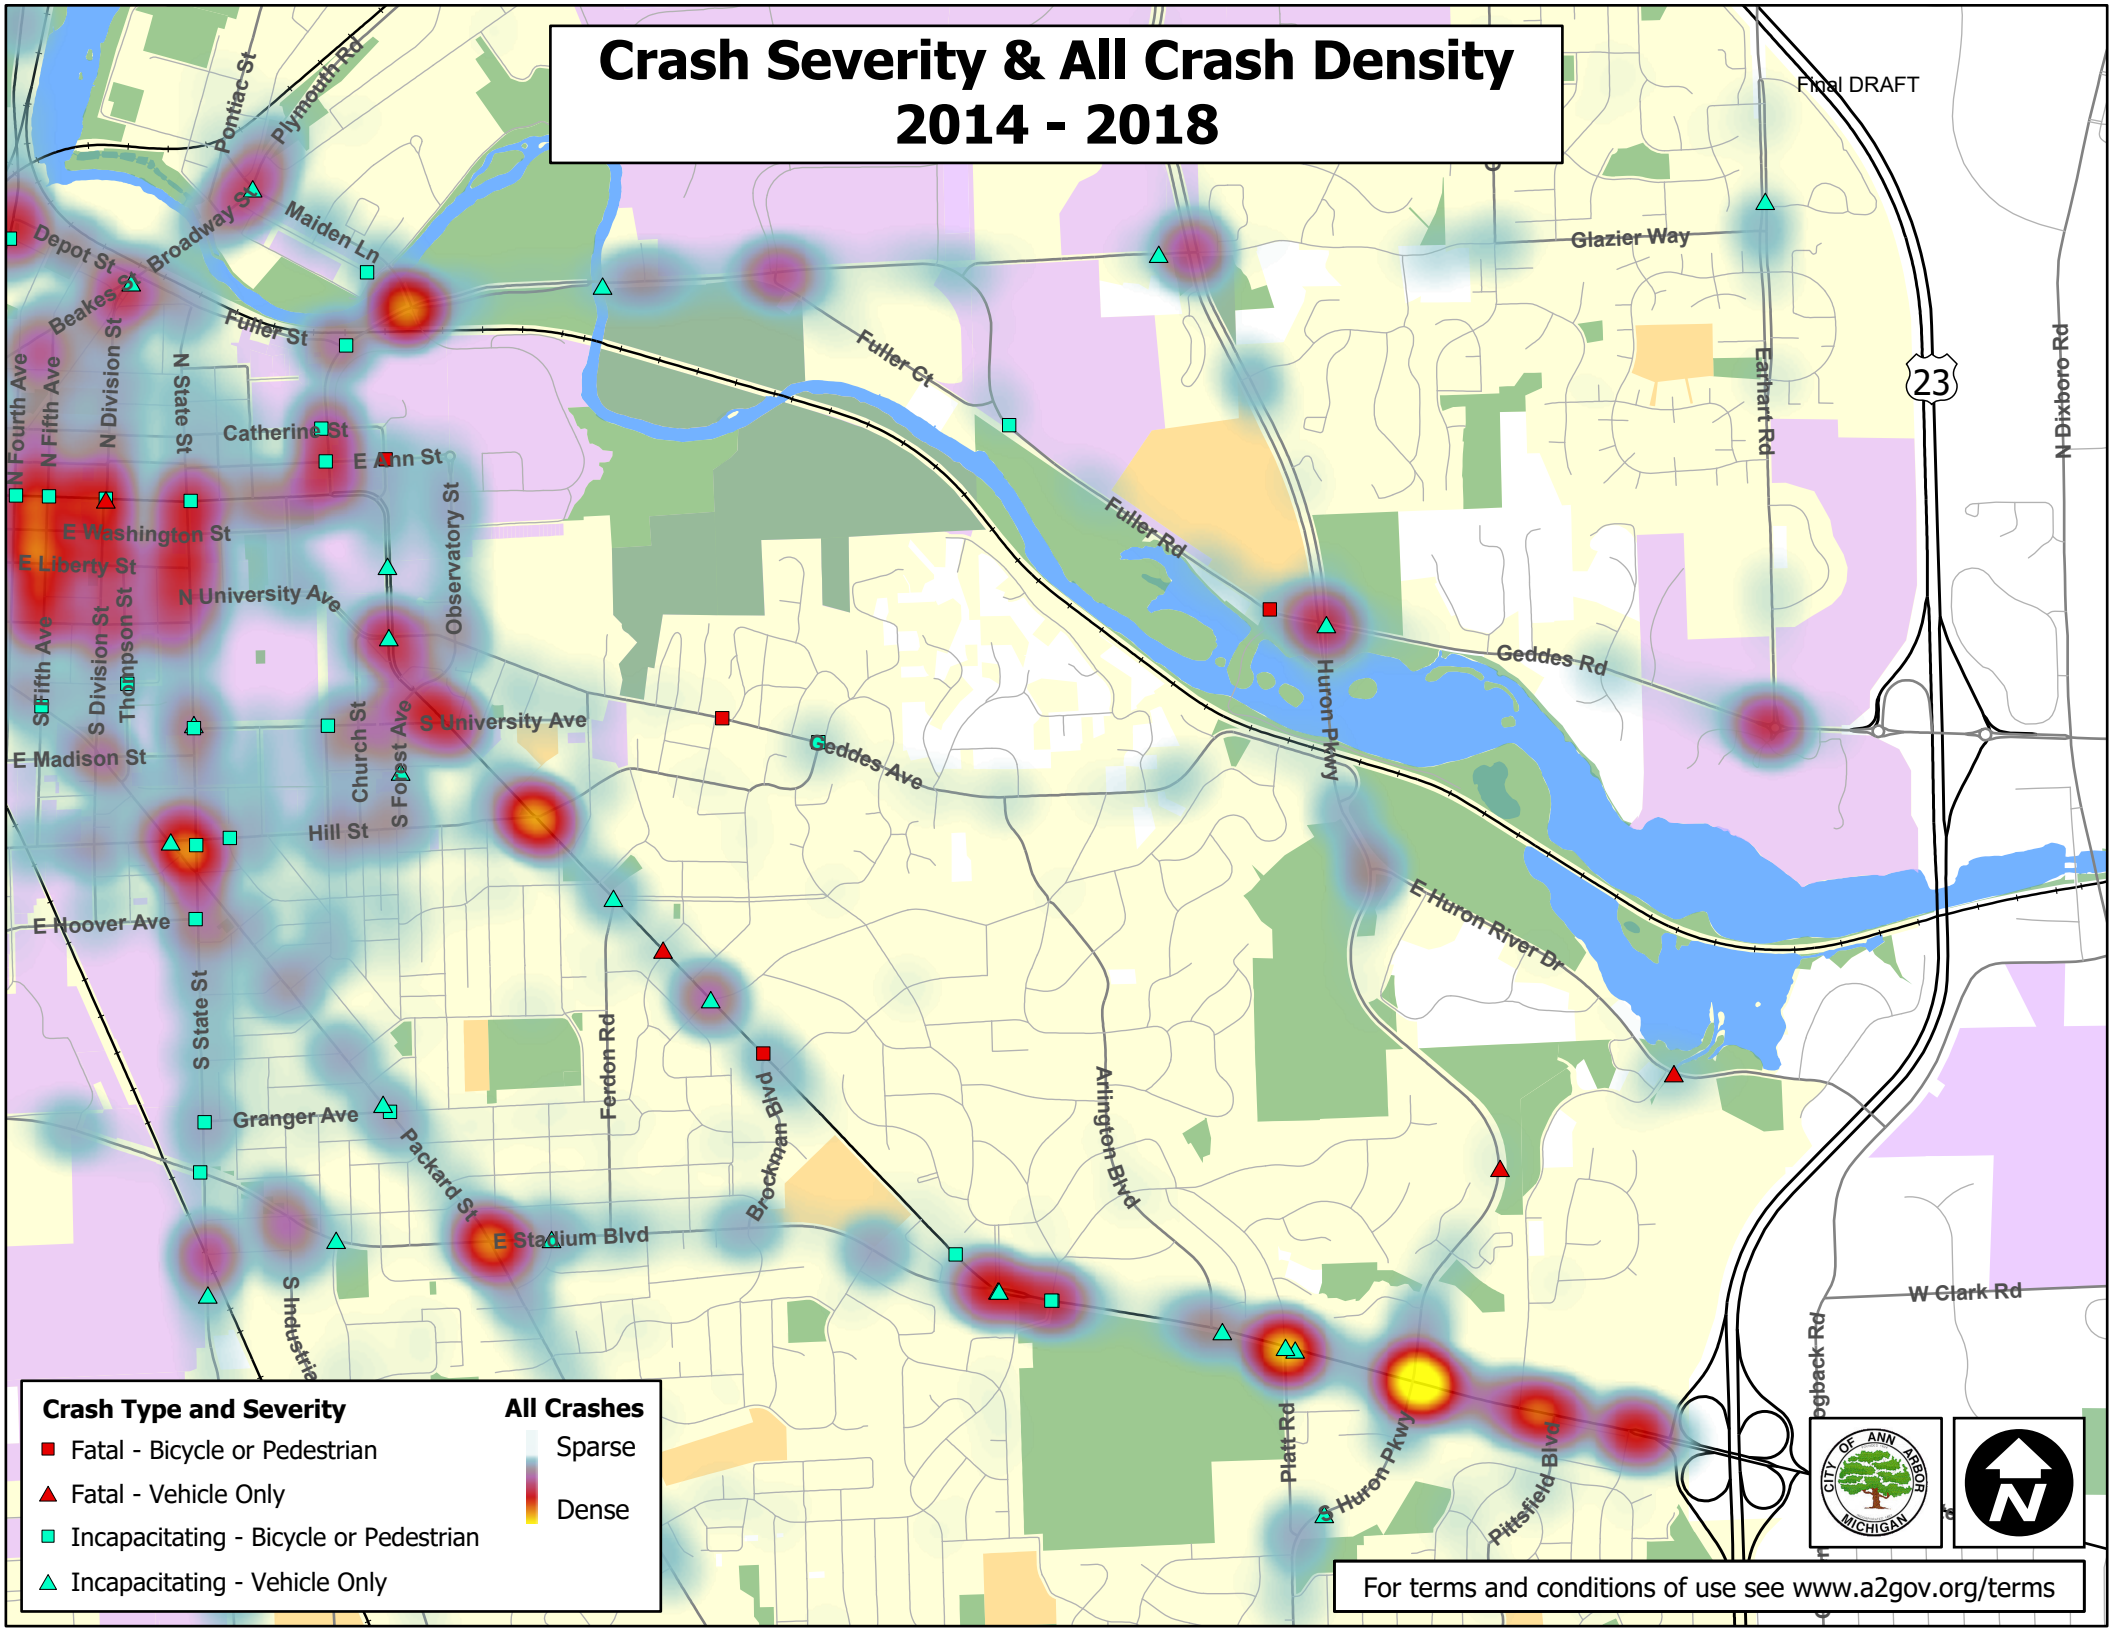 Crash Severity & All Crash Density
2014 - 2018
Final DRAFT
Pontiac St
Plymouth Rd
Broadway St
Maiden Ln
Depot St
Beakes St
Fuller St
Glazier Way
Earhart Rd
23
N Dixboro Rd
N Fourth Ave
N Fifth Ave
N Division St
N State St
Catherine St
E Ann St
Fuller Ct
E Washington St
E Liberty St
N University Ave
Observatory St
Fuller Rd
S Fifth Ave
S Division St
Thompson St
Geddes Rd
Huron Pkwy
Church St
S Forest Ave
S University Ave
E Madison St
Geddes Ave
Hill St
E Hoover Ave
E Huron River Dr
S State St
Ferdon Rd
Granger Ave
Packard St
Brockman Blvd
Arlington Blvd
E Stadium Blvd
S Industria
W Clark Rd
ogback Rd
Platt Rd
S Huron Pkwy
Pittsfield Blvd
Crash Type and Severity
Fatal - Bicycle or Pedestrian
Fatal - Vehicle Only
Incapacitating - Bicycle or Pedestrian
Incapacitating - Vehicle Only
All Crashes
Sparse
Dense
CITY OF ANN ARBOR
MICHIGAN
N
For terms and conditions of use see www.a2gov.org/terms